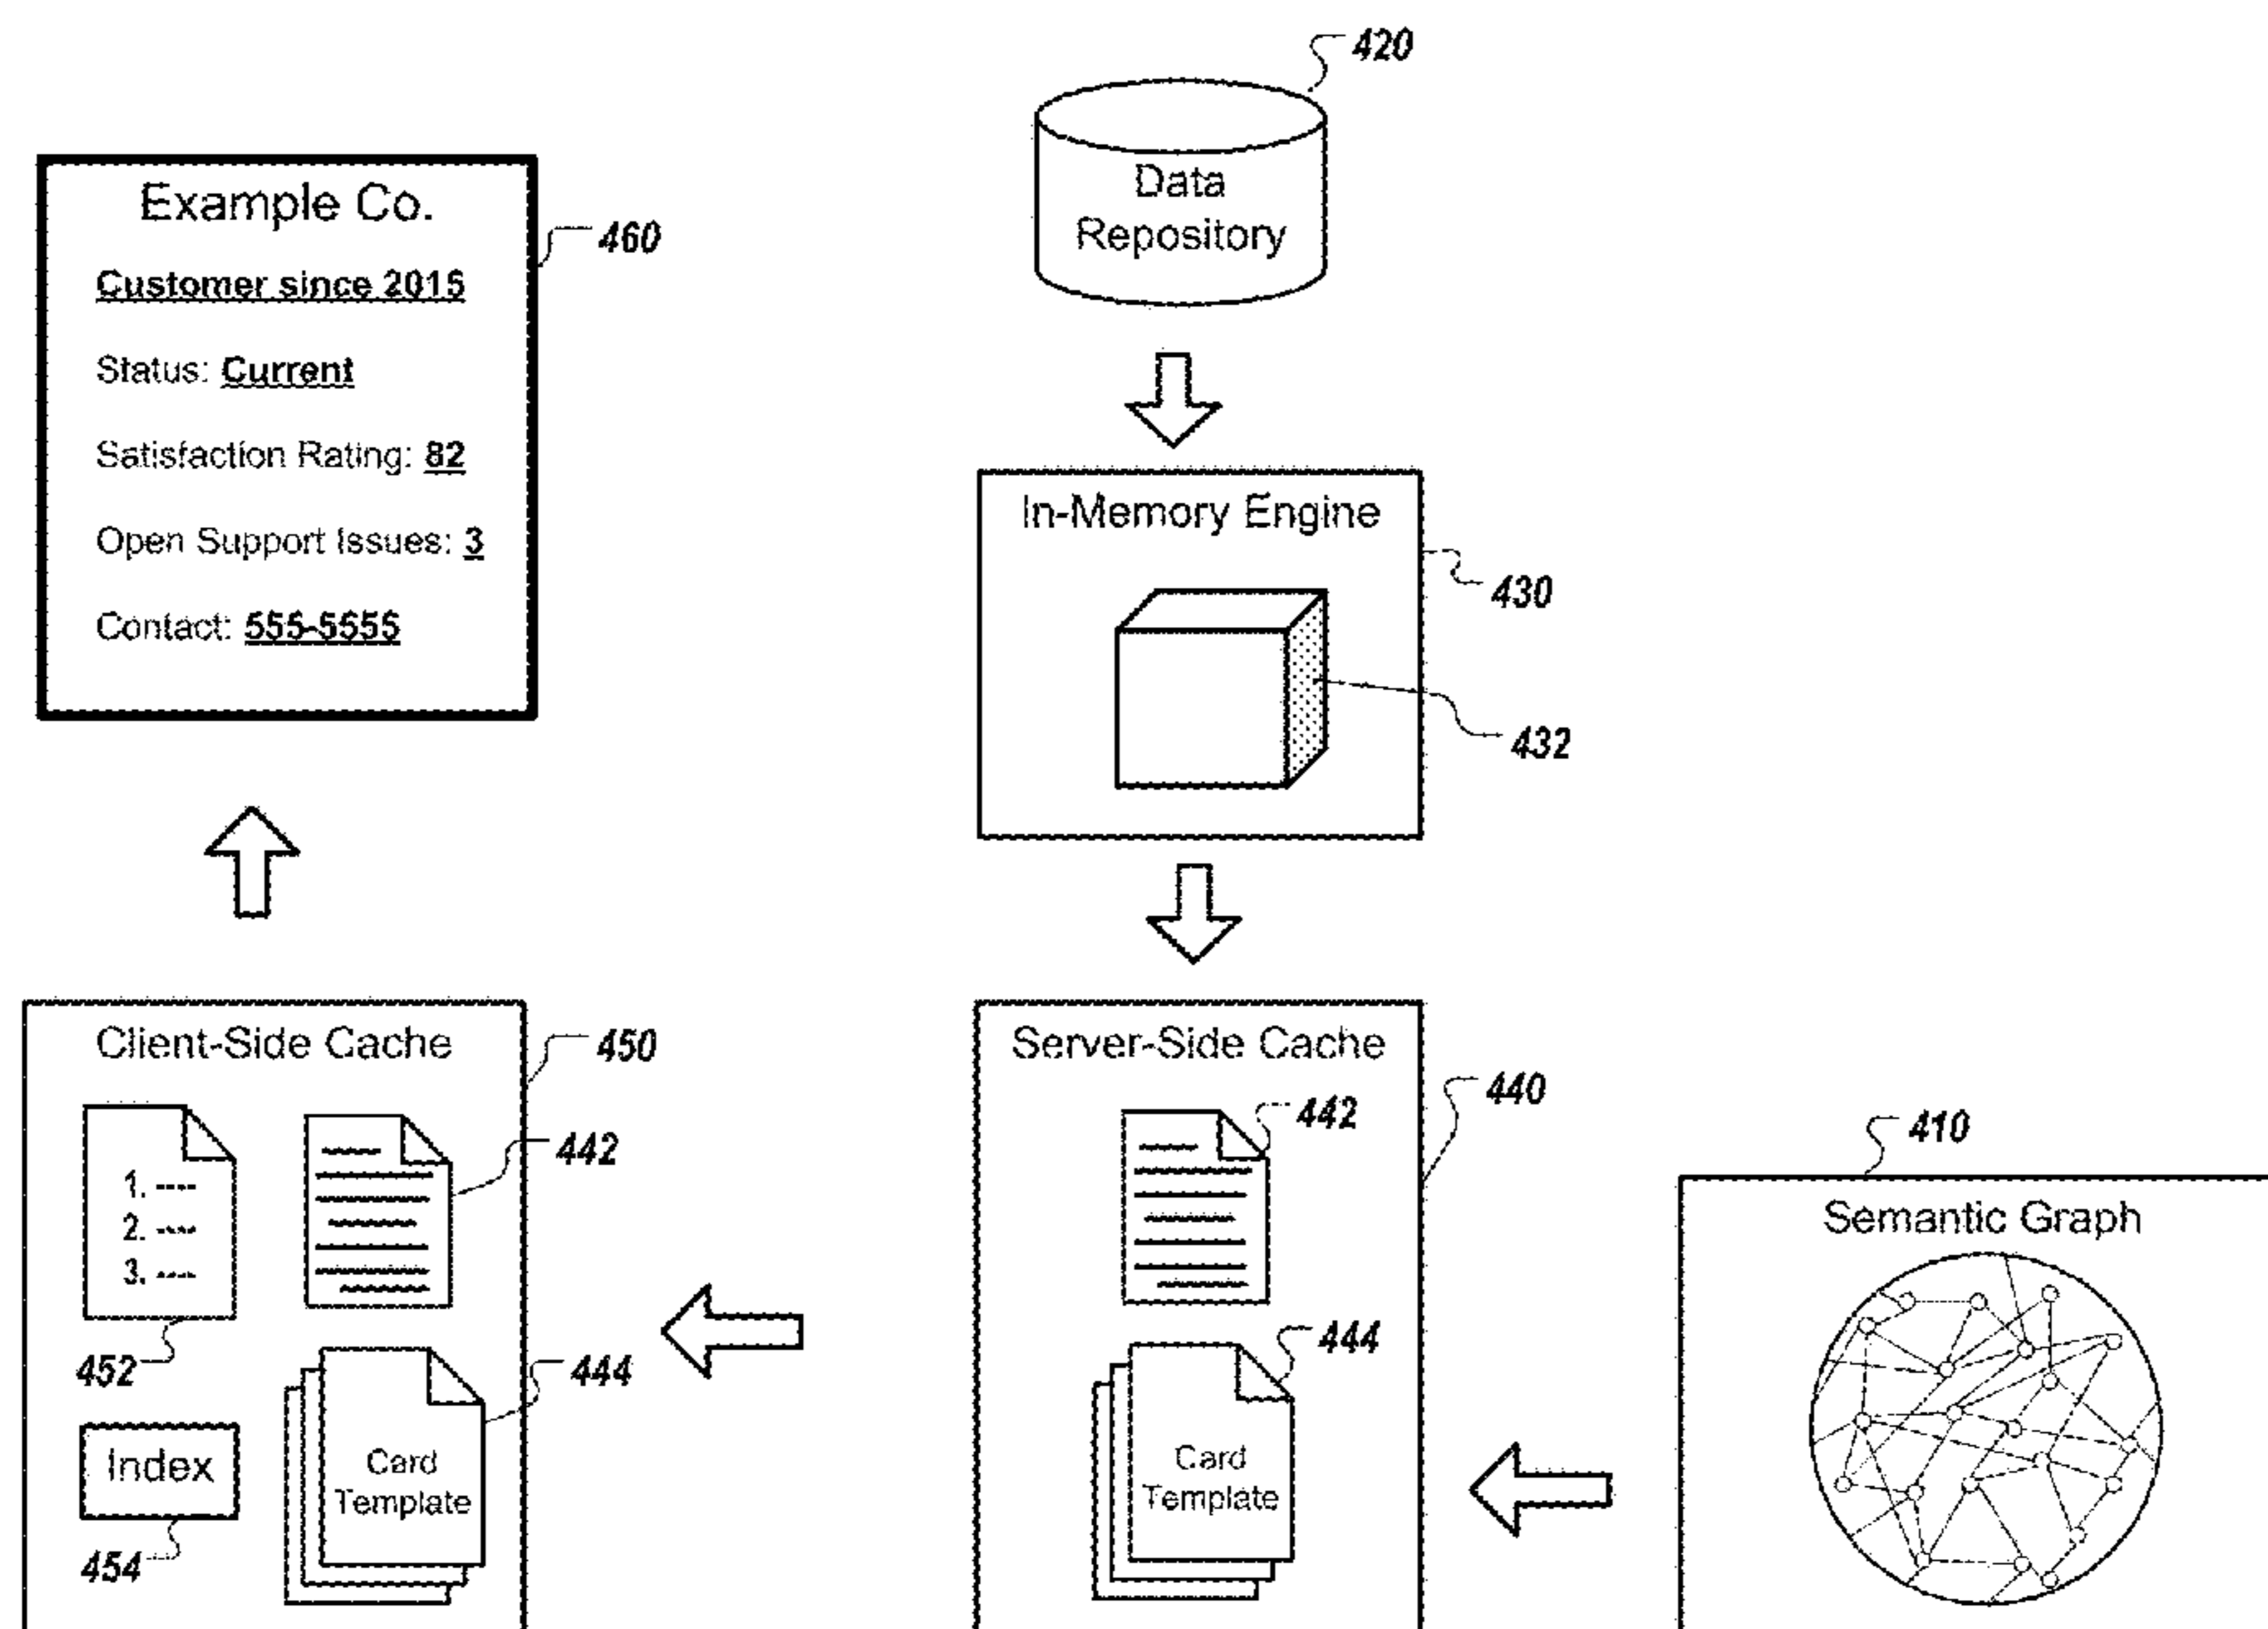 420
Data
Repository
Example Co.
460
Customer since 2015
Status: Current
Satisfaction Rating: 82
Open Support Issues: 3
Contact: 555-5555
In-Memory Engine
430
432
Client-Side Cache
450
1. ----
2. ----
3. ----
442
452
444
Index
Card
Template
454
Server-Side Cache
440
442
444
Card
Template
410
Semantic Graph